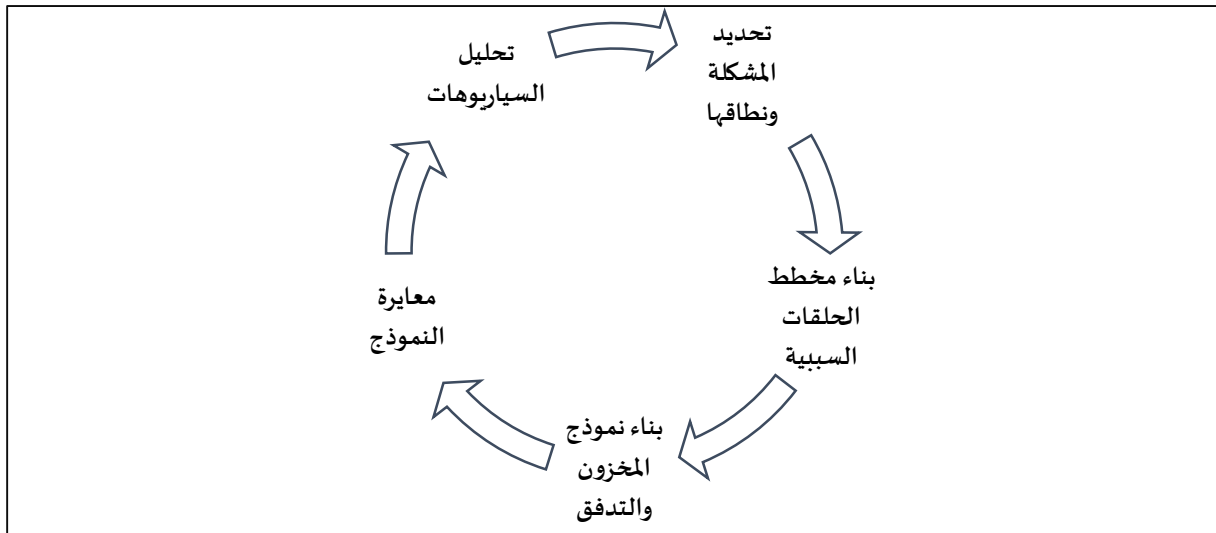 تحديد
المشكلة
ونطاقها
بناء مخطط
الحلقات
السببية
بناء نموذج
المخزون
والتدفق
معايرة
النموذج
تحليل
السياريوهات